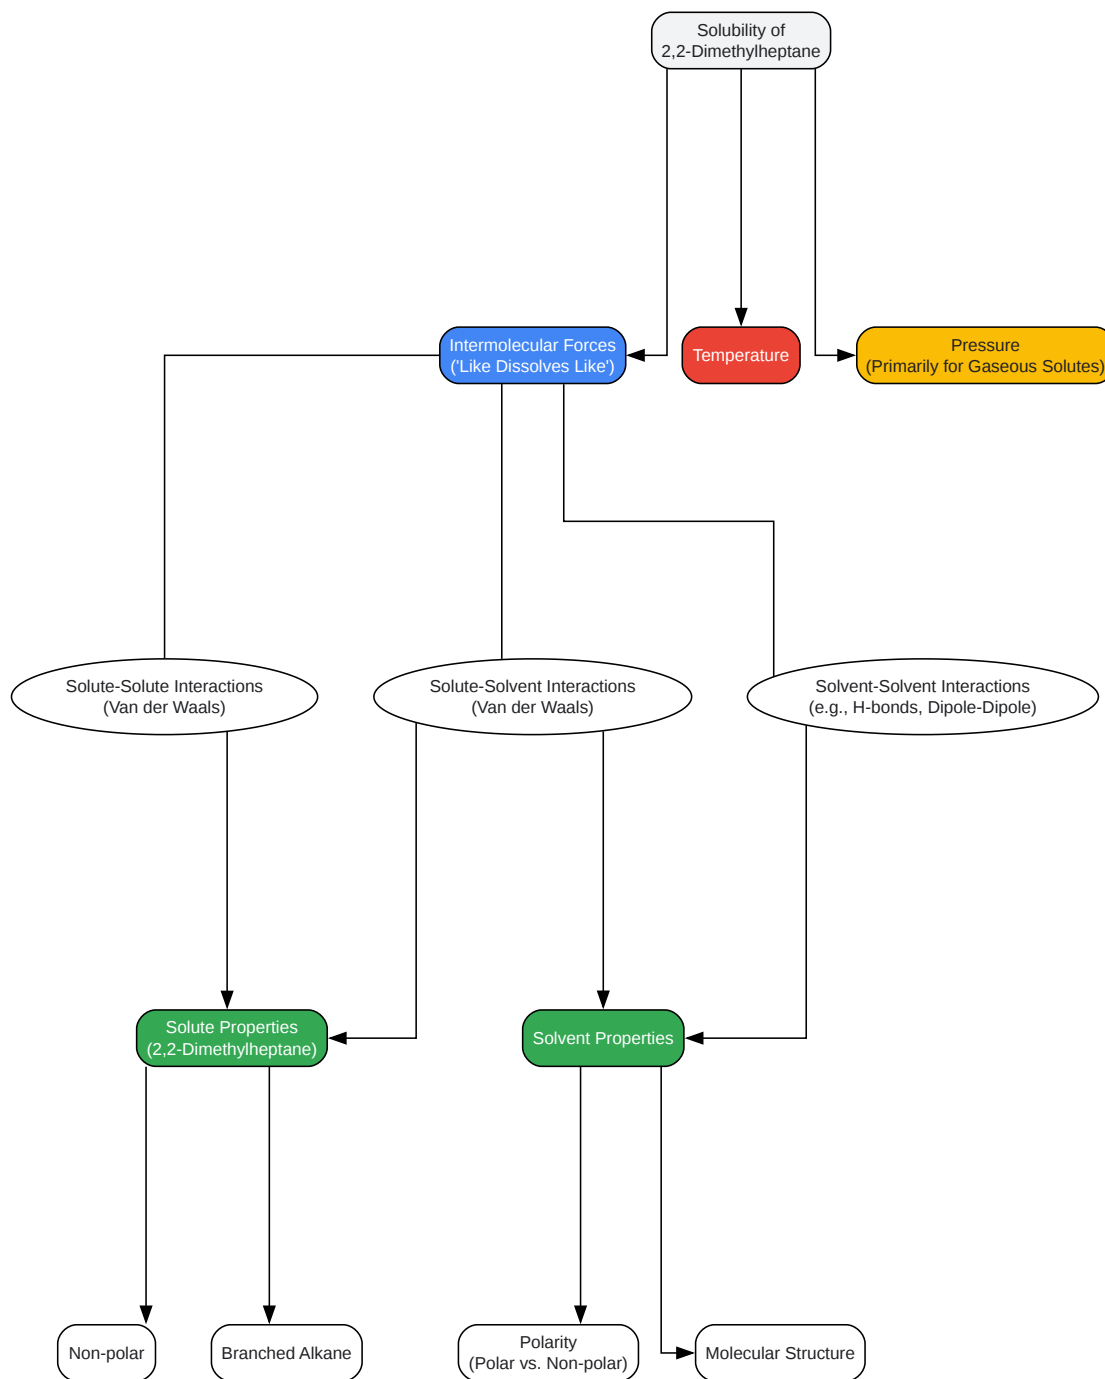 Solubility of
2,2-Dimethylheptane
Intermolecular Forces
('Like Dissolves Like')
Temperature
Pressure
(Primarily for Gaseous Solutes)
Solute-Solute Interactions
(Van der Waals)
Solute-Solvent Interactions
(Van der Waals)
Solvent-Solvent Interactions
(e.g., H-bonds, Dipole-Dipole)
Solute Properties
(2,2-Dimethylheptane)
Solvent Properties
Non-polar
Branched Alkane
Polarity
(Polar vs. Non-polar)
Molecular Structure